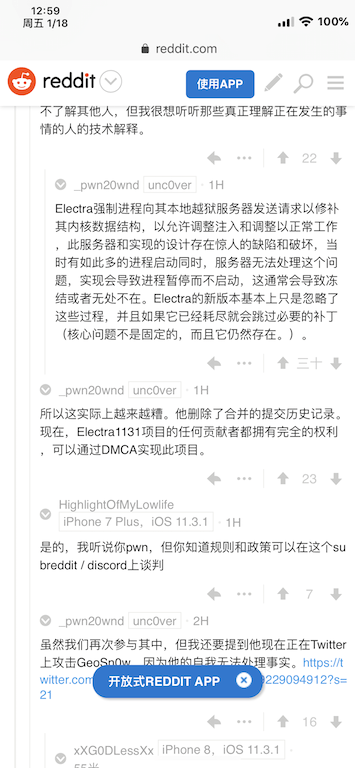 12:59
周五 1/18
100%
reddit.com
reddit
使用APP
不了解其他人，但我很想听听那些真正理解正在发生的事
情的人的技术解释。
22
_pwn20wnd unc0ver · 1H
Electra强制进程向其本地越狱服务器发送请求以修补
其内核数据结构，以允许调整注入和调整以正常工作
，此服务器和实现的设计存在惊人的缺陷和破坏，当
时有如此多的进程启动同时，服务器无法处理这个问
题，实现会导致进程暂停而不启动，这通常会导致冻
结或者无处不在。Electra的新版本基本上只是忽略了
这些过程，并且如果它已经耗尽就会跳过必要的补丁
（核心问题不是固定的，而且它仍然存在。）。
三十
_pwn20wnd unc0ver · 1H
所以这实际上越来越糟。他删除了合并的提交历史记录。
现在，Electra1131项目的任何贡献者都拥有完全的权利
，可以通过DMCA实现此项目。
23
HighlightOfMyLowlife
iPhone 7 Plus，iOS 11.3.1 · 1H
是的，我听说你pwn，但你知道规则和政策可以在这个su
breddit / discord上谈判
7
_pwn20wnd unc0ver · 2H
虽然我们再次参与其中，但我还要提到他现在正在Twitter
上攻击GeoSn0w，因为他的自我无法处理事实。https://t
witter.com
9229094912?s=
21
开放式REDDIT APP
16
xXG0DLessXx iPhone 8，iOS 11.3.1 ·